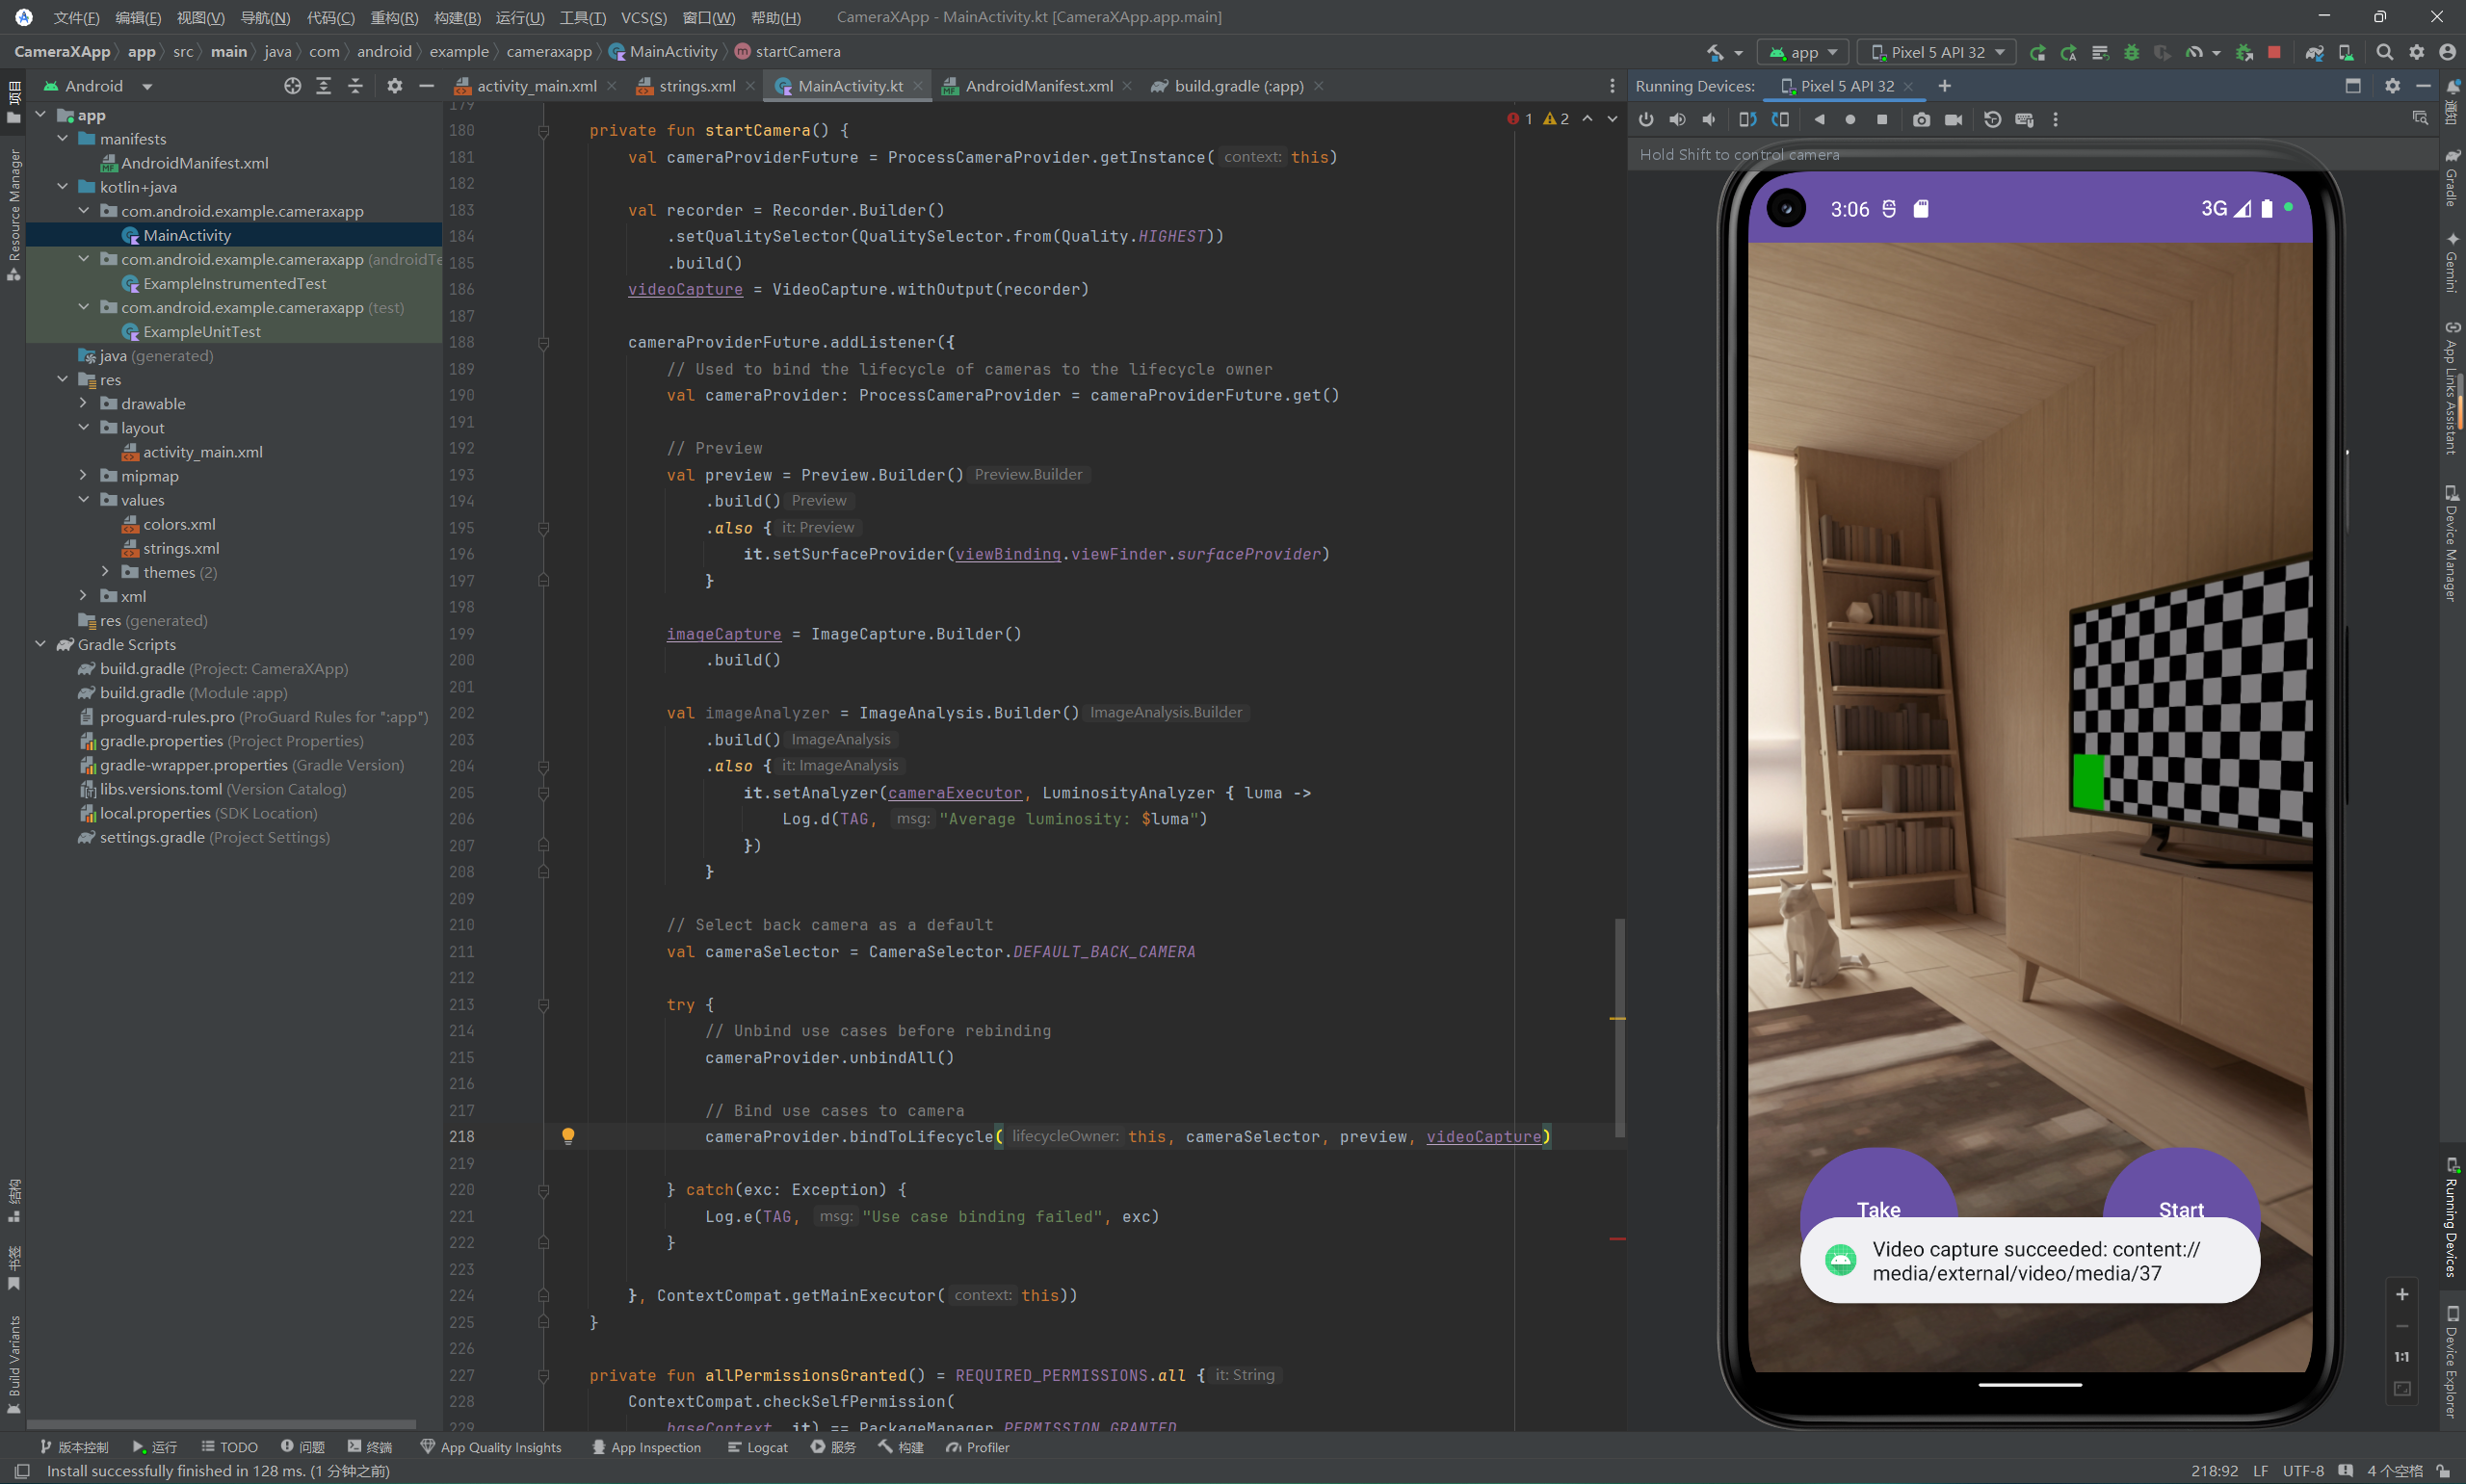 文件(F) 编辑(E) 视图(V) 导航(N) 代码(C) 重构(R) 构建(B) 运行(U) 工具(T) VCS(S) 窗口(W) 帮助(H) CameraXApp - MainActivity.kt [CameraXApp.app.main]
CameraXApp app src main java com android example cameraxapp MainActivity startCamera
app Pixel 5 API 32
Android
activity_main.xml strings.xml MainActivity.kt AndroidManifest.xml build.gradle (:app)
Running Devices: Pixel 5 API 32
Hold Shift to control camera
项目
Resource Manager
结构
书签
Build Variants
app
manifests
AndroidManifest.xml
kotlin+java
com.android.example.cameraxapp
MainActivity
com.android.example.cameraxapp (androidTe
ExampleInstrumentedTest
com.android.example.cameraxapp (test)
ExampleUnitTest
java (generated)
res
drawable
layout
activity_main.xml
mipmap
values
colors.xml
strings.xml
themes (2)
xml
res (generated)
Gradle Scripts
build.gradle (Project: CameraXApp)
build.gradle (Module :app)
proguard-rules.pro (ProGuard Rules for ":app")
gradle.properties (Project Properties)
gradle-wrapper.properties (Gradle Version)
libs.versions.toml (Version Catalog)
local.properties (SDK Location)
settings.gradle (Project Settings)
1 2
179
180 private fun startCamera() {
181 val cameraProviderFuture = ProcessCameraProvider.getInstance( context: this)
182
183 val recorder = Recorder.Builder()
184 .setQualitySelector(QualitySelector.from(Quality.HIGHEST))
185 .build()
186 videoCapture = VideoCapture.withOutput(recorder)
187
188 cameraProviderFuture.addListener({
189 // Used to bind the lifecycle of cameras to the lifecycle owner
190 val cameraProvider: ProcessCameraProvider = cameraProviderFuture.get()
191
192 // Preview
193 val preview = Preview.Builder() Preview.Builder
194 .build() Preview
195 .also { it: Preview
196 it.setSurfaceProvider(viewBinding.viewFinder.surfaceProvider)
197 }
198
199 imageCapture = ImageCapture.Builder()
200 .build()
201
202 val imageAnalyzer = ImageAnalysis.Builder() ImageAnalysis.Builder
203 .build() ImageAnalysis
204 .also { it: ImageAnalysis
205 it.setAnalyzer(cameraExecutor, LuminosityAnalyzer { luma ->
206 Log.d(TAG, msg: "Average luminosity: $luma")
207 })
208 }
209
210 // Select back camera as a default
211 val cameraSelector = CameraSelector.DEFAULT_BACK_CAMERA
212
213 try {
214 // Unbind use cases before rebinding
215 cameraProvider.unbindAll()
216
217 // Bind use cases to camera
218 cameraProvider.bindToLifecycle( lifecycleOwner: this, cameraSelector, preview, videoCapture)
219
220 } catch(exc: Exception) {
221 Log.e(TAG, msg: "Use case binding failed", exc)
222 }
223
224 }, ContextCompat.getMainExecutor( context: this))
225 }
226
227 private fun allPermissionsGranted() = REQUIRED_PERMISSIONS.all { it: String
228 ContextCompat.checkSelfPermission(
229 baseContext, it) == PackageManager.PERMISSION_GRANTED
3:06 3G
Take
Start
Video capture succeeded: content://
media/external/video/media/37
1:1
通知
Gradle
Gemini
App Links Assistant
Device Manager
Running Devices
Device Explorer
版本控制 运行 TODO 问题 终端 App Quality Insights App Inspection Logcat 服务 构建 Profiler
Install successfully finished in 128 ms. (1 分钟之前)
218:92 LF UTF-8 4 个空格